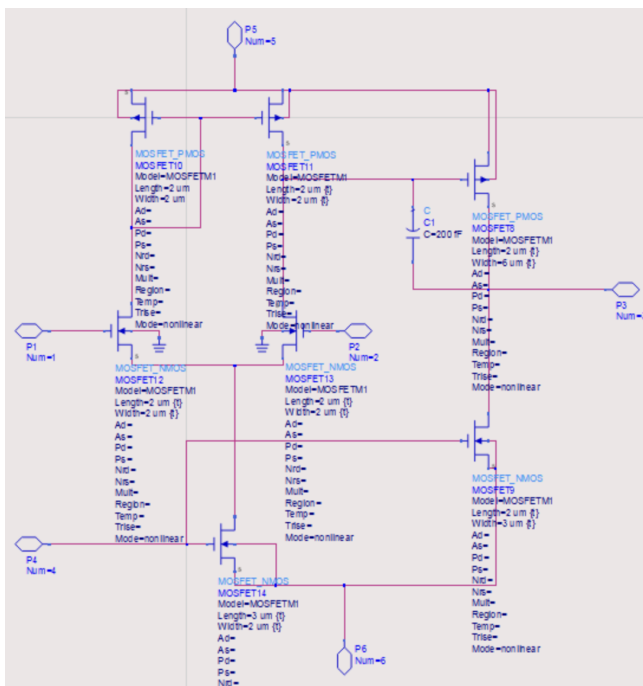 P5
Num=5
MOSFET_PMOS
MOSFET10
Model=MOSFETM1
Length=2 um
Width=2 um
Ad=
As=
Pd=
Ps=
Nrd=
Nrs=
Mult=
Region=
Temp=
Trise=
Mode=nonlinear
MOSFET_PMOS
MOSFET11
Model=MOSFETM1
Length=2 um {t}
Width=2 um {t}
Ad=
As=
Pd=
Ps=
Nrd=
Nrs=
Mult=
Region=
Temp=
Trise=
Mode=nonlinear
C
C1
C=200 fF
MOSFET_PMOS
MOSFET8
Model=MOSFETM1
Length=2 um {t}
Width=6 um {t}
Ad=
As=
Pd=
Ps=
Nrd=
Nrs=
Mult=
Region=
Temp=
Trise=
Mode=nonlinear
P3
P1
Num=1
P2
Num=2
MOSFET_NMOS
MOSFET12
Model=MOSFETM1
Length=2 um {t}
Width=2 um {t}
Ad=
As=
Pd=
Ps=
Nrd=
Nrs=
Mult=
Region=
Temp=
Trise=
Mode=nonlinear
MOSFET_NMOS
MOSFET13
Model=MOSFETM1
Length=2 um {t}
Width=2 um {t}
Ad=
As=
Pd=
Ps=
Nrd=
Nrs=
Mult=
Region=
Temp=
Trise=
Mode=nonlinear
MOSFET_NMOS
MOSFET9
Model=MOSFETM1
Length=2 um {t}
Width=3 um {t}
Ad=
As=
Pd=
Ps=
Nrd=
Nrs=
Mult=
Region=
Temp=
Trise=
Mode=nonlinear
P4
Num=4
MOSFET_NMOS
MOSFET14
Model=MOSFETM1
Length=3 um {t}
Width=2 um {t}
Ad=
As=
Pd=
Ps=
Nrd=
P6
Num=6